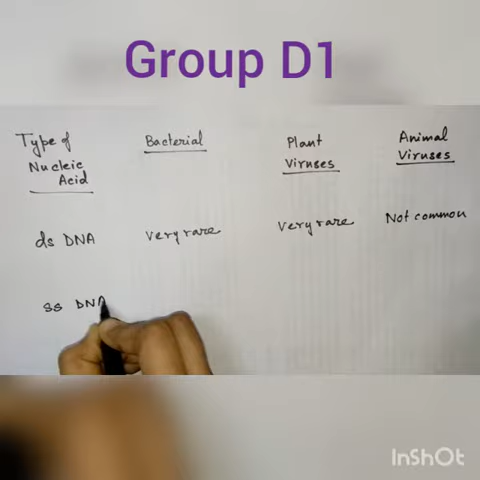 Group D1
Type of Nucleic Acid
Bacterial
Plant Viruses
Animal Viruses
ds DNA
Very rare
Very rare
Not common
ss DNA
InShOt